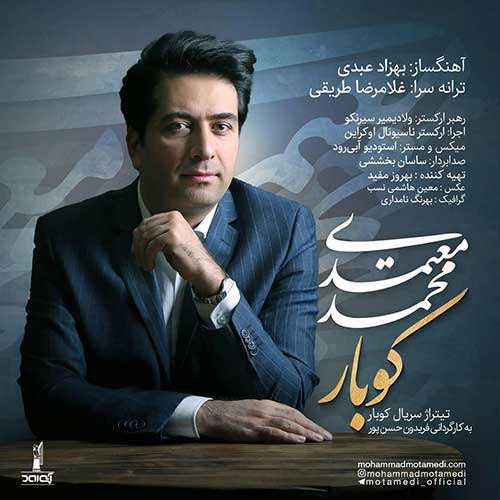 آهنگساز: بهزاد عبدی
ترانه سرا: غلامرضا طریقی
رهبر ارکستر: ولادیمیر سیرنکو
اجرا: ارکستر ناسیونال اوکراین
میکس و مستر: استودیو آبی‌رود
صدابردار: ساسان بخششی
تهیه کننده: بهروز مفید
عکس: معین هاشمی نسب
گرافیک: بهرنگ نامداری
محمد معتمدی
کوبار
تیتراژ سریال کوبار
به کارگردانی فریدون حسن پور
mohammadmotamedi.com
mohammadmotamedi
motamedi_official